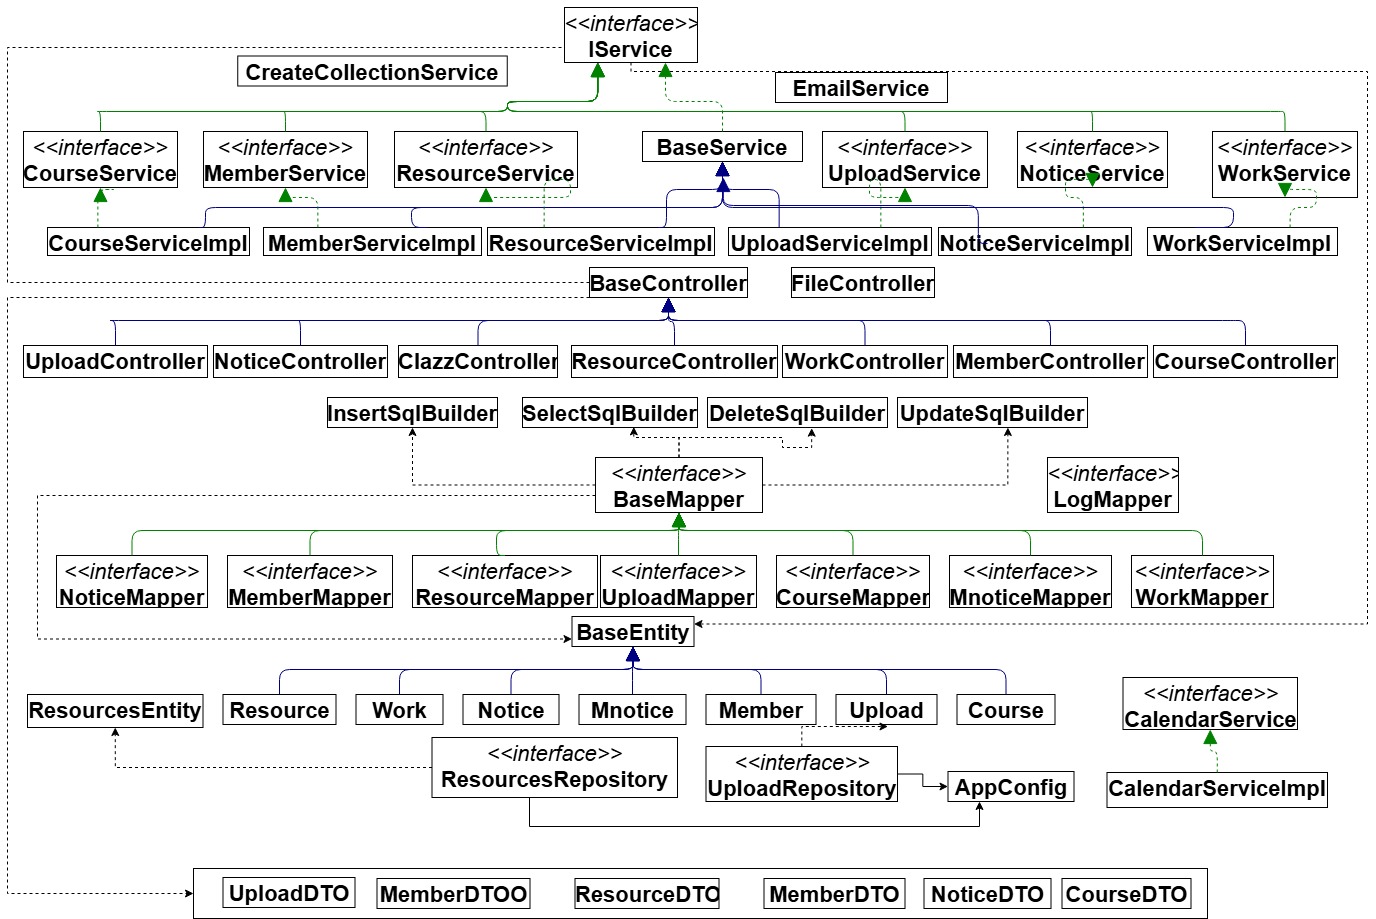 <<interface>>
IService
CreateCollectionService
EmailService
<<interface>>
CourseService
<<interface>>
MemberService
<<interface>>
ResourceService
BaseService
<<interface>>
UploadService
<<interface>>
NoticeService
<<interface>>
WorkService
CourseServiceImpl
MemberServiceImpl
ResourceServiceImpl
UploadServiceImpl
NoticeServiceImpl
WorkServiceImpl
BaseController
FileController
UploadController
NoticeController
ClazzController
ResourceController
WorkController
MemberController
CourseController
InsertSqlBuilder
SelectSqlBuilder
DeleteSqlBuilder
UpdateSqlBuilder
<<interface>>
BaseMapper
<<interface>>
LogMapper
<<interface>>
NoticeMapper
<<interface>>
MemberMapper
<<interface>>
ResourceMapper
<<interface>>
UploadMapper
<<interface>>
CourseMapper
<<interface>>
MnoticeMapper
<<interface>>
WorkMapper
BaseEntity
ResourcesEntity
Resource
Work
Notice
Mnotice
Member
Upload
Course
<<interface>>
CalendarService
<<interface>>
ResourcesRepository
<<interface>>
UploadRepository
AppConfig
CalendarServiceImpl
UploadDTO
MemberDTOO
ResourceDTO
MemberDTO
NoticeDTO
CourseDTO